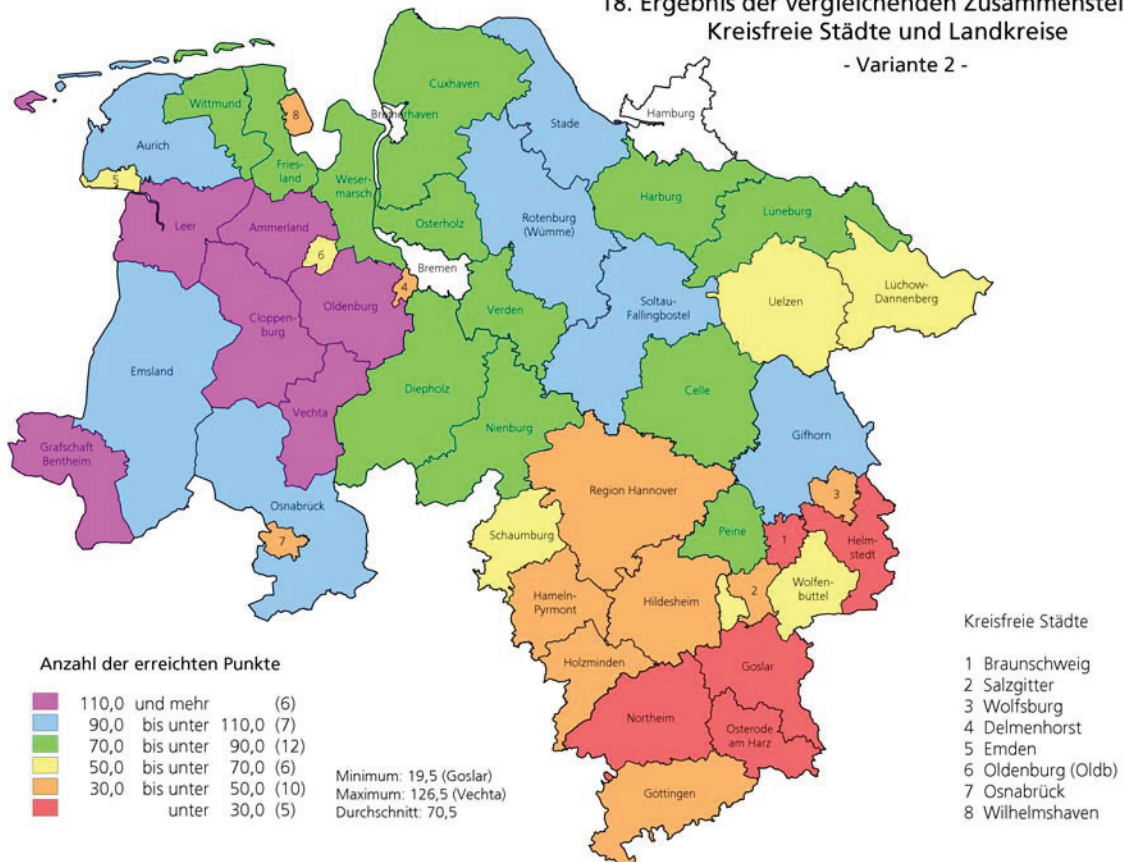 18. Ergebnis der vergleichenden Zusammenstel
Kreisfreie Städte und Landkreise
- Variante 2 -
Cuxhaven
Wittmund
8
Bremerhaven
Hamburg
Stade
Aurich
5
Fries-
land
Weser-
marsch
Harburg
Lüneburg
Leer
Ammerland
Osterholz
Rotenburg
(Wümme)
6
Bremen
4
Uelzen
Lüchow-
Dannenberg
Oldenburg
Cloppen-
burg
Verden
Soltau-
Fallingbostel
Emsland
Diepholz
Celle
Vechta
Nienburg
Gifhorn
Grafschaft
Bentheim
Region Hannover
3
Osnabrück
7
Schaumburg
Peine
1
Helm-
stedt
Hameln-
Pyrmont
Hildesheim
2
Wolfen-
büttel
Holzminden
Goslar
Northeim
Osterode
am Harz
Göttingen
Anzahl der erreichten Punkte
110,0 und mehr (6)
90,0 bis unter 110,0 (7)
70,0 bis unter 90,0 (12)
50,0 bis unter 70,0 (6)
30,0 bis unter 50,0 (10)
unter 30,0 (5)
Minimum: 19,5 (Goslar)
Maximum: 126,5 (Vechta)
Durchschnitt: 70,5
Kreisfreie Städte
1 Braunschweig
2 Salzgitter
3 Wolfsburg
4 Delmenhorst
5 Emden
6 Oldenburg (Oldb)
7 Osnabrück
8 Wilhelmshaven